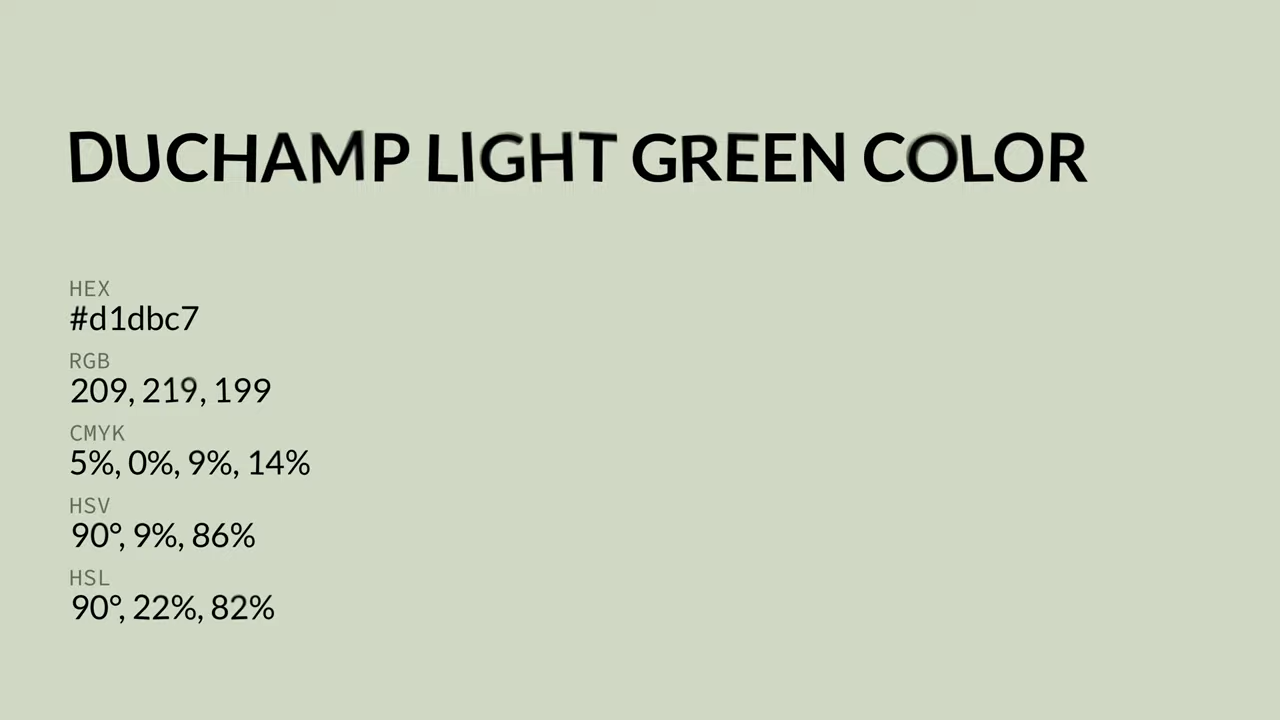 DUCHAMP LIGHT GREEN COLOR
HEX
#d1dbc7
RGB
209, 219, 199
CMYK
5%, 0%, 9%, 14%
HSV
90°, 9%, 86%
HSL
90°, 22%, 82%